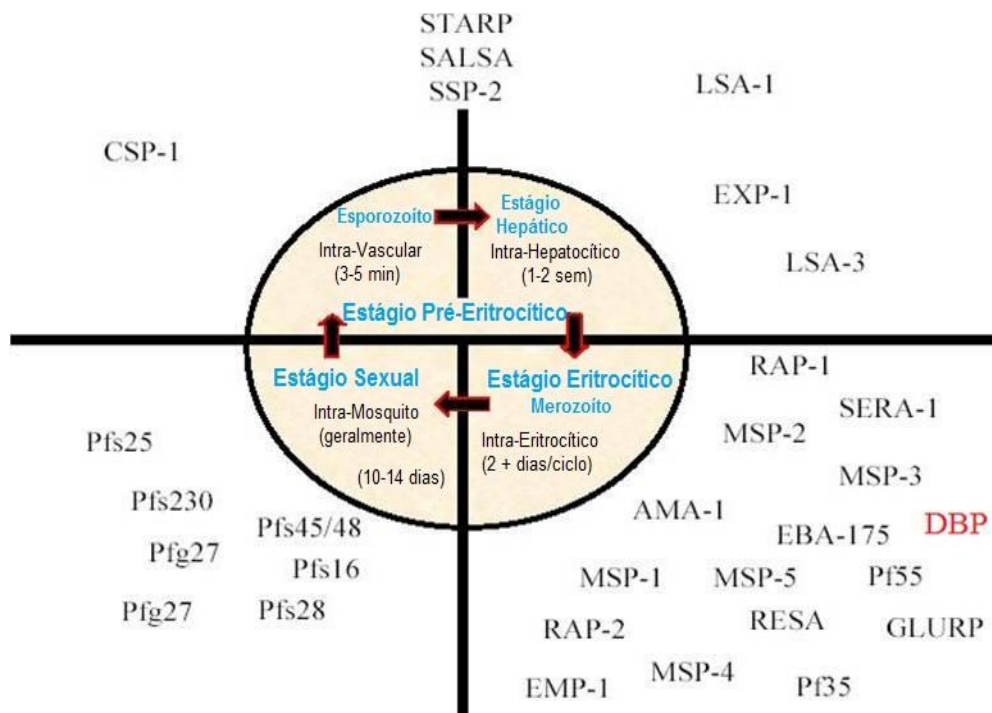 STARP
SALSA
SSP-2
LSA-1
CSP-1
EXP-1
LSA-3
Esporozoíto
Intra-Vascular
(3-5 min)
Estágio
Hepático
Intra-Hepatocítico
(1-2 sem)
Estágio Pré-Eritrocítico
Estágio Sexual
Intra-Mosquito
(geralmente)
(10-14 dias)
Estágio Eritrocítico
Merozoíto
Intra-Eritrocítico
(2 + dias/ciclo)
Pfs25
Pfs230
Pfs45/48
Pfg27
Pfs16
Pfg27
Pfs28
RAP-1
SERA-1
MSP-2
MSP-3
AMA-1
EBA-175
DBP
MSP-1
MSP-5
Pf55
RAP-2
RESA
GLURP
MSP-4
EMP-1
Pf35